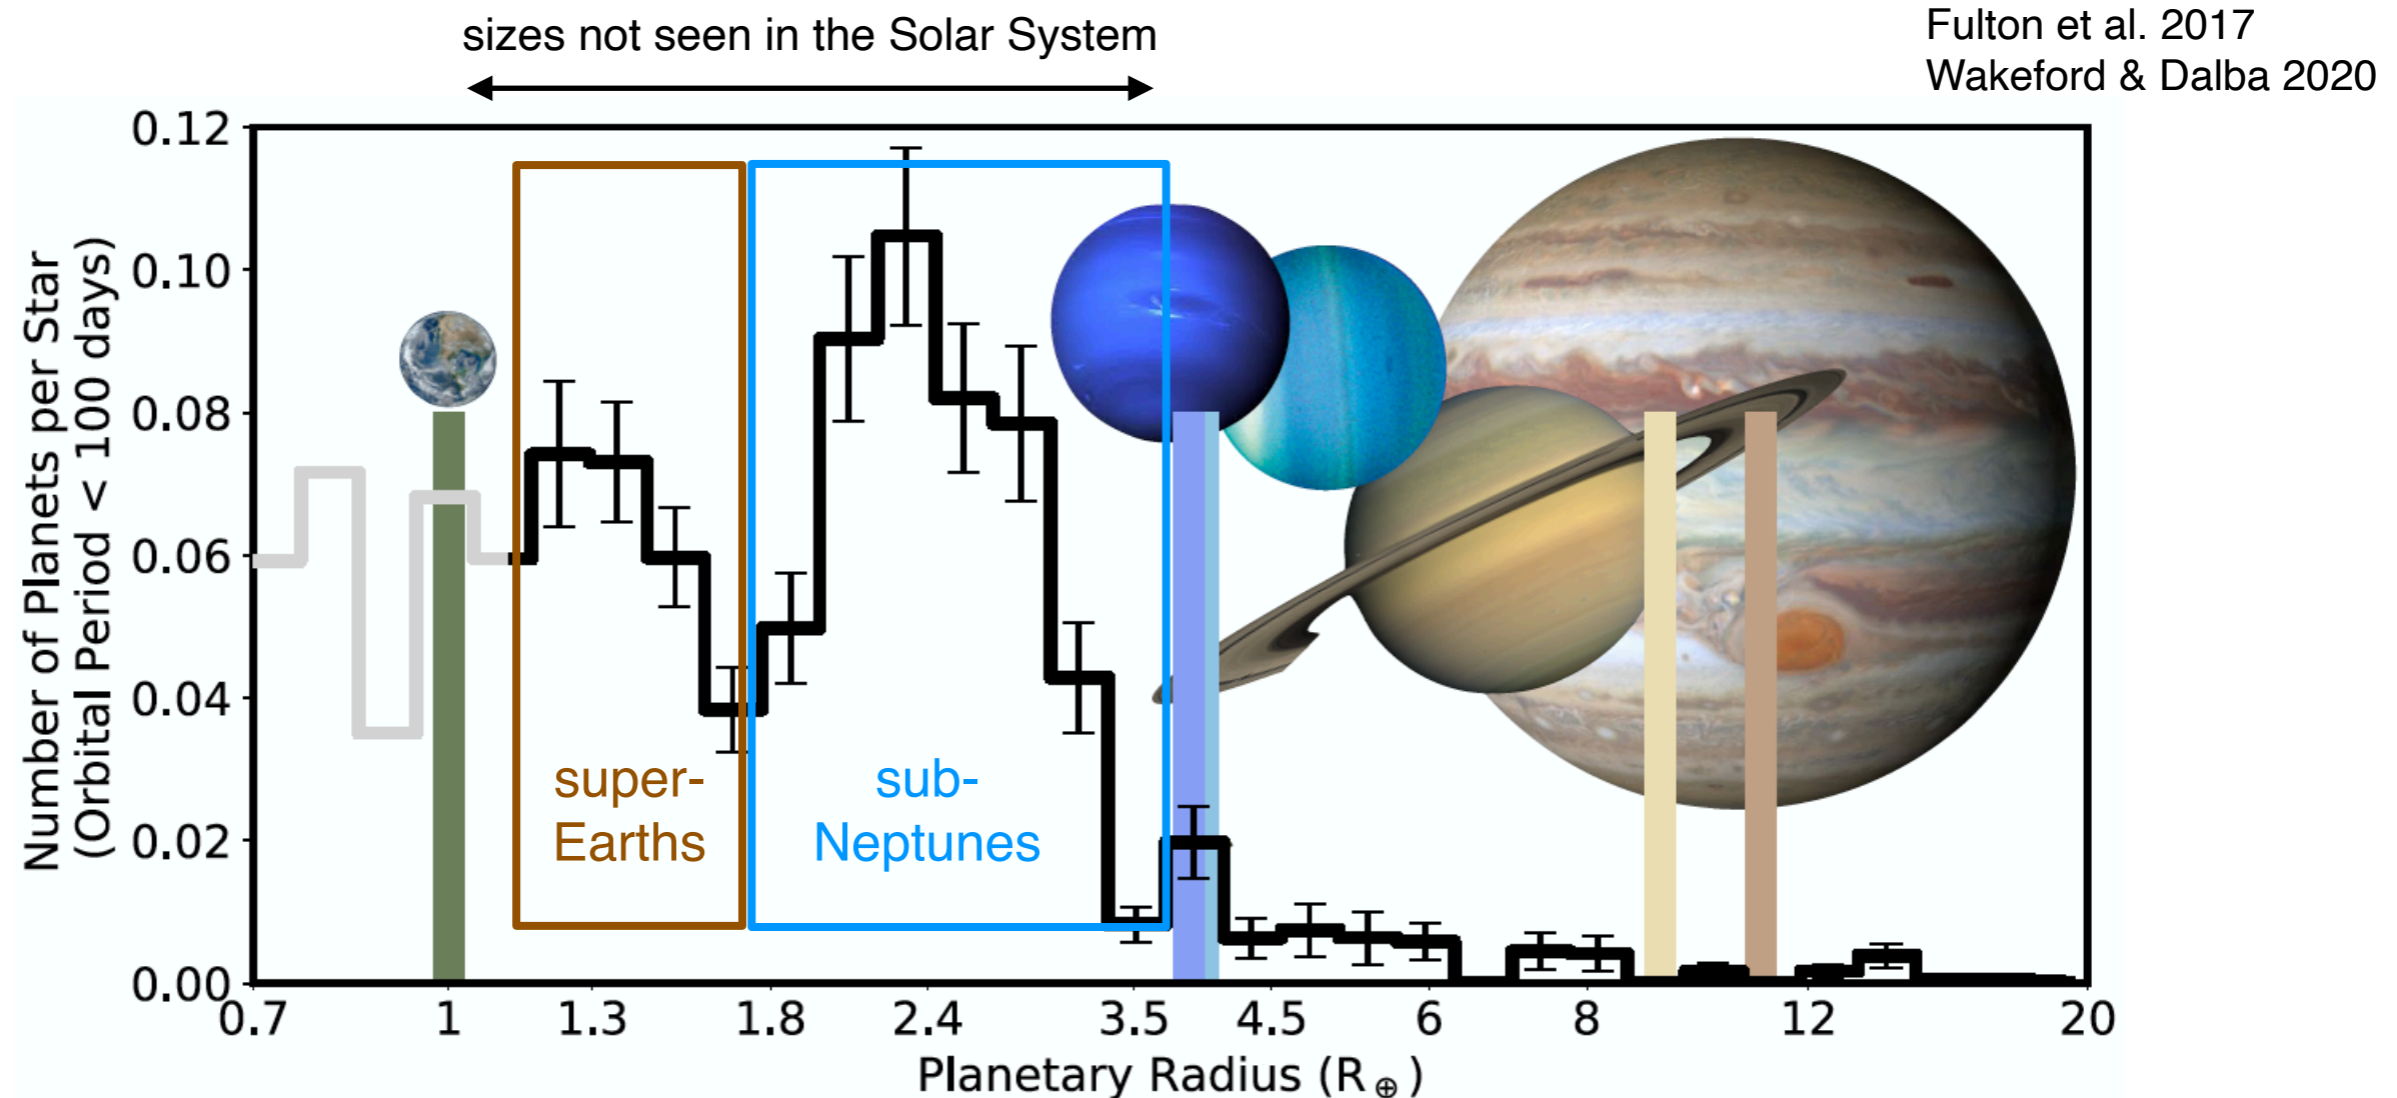 sizes not seen in the Solar System
Fulton et al. 2017
Wakeford & Dalba 2020
Number of Planets per Star
(Orbital Period < 100 days)
0.12
0.10
0.08
0.06
0.04
0.02
0.00
super-
Earths
sub-
Neptunes
0.7 1 1.3 1.8 2.4 3.5 4.5 6 8 12 20
Planetary Radius (R⊕)